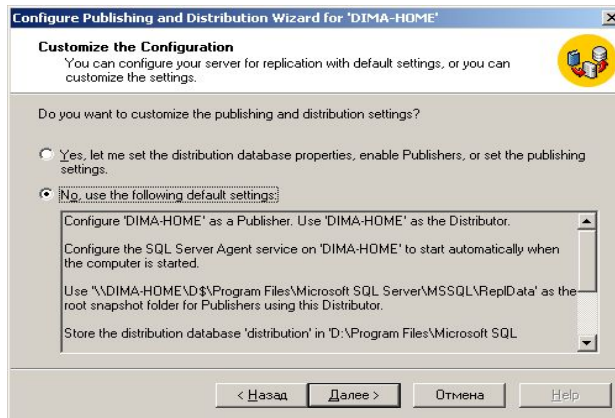 Configure Publishing and Distribution Wizard for 'DIMA-HOME'
Customize the Configuration
You can configure your server for replication with default settings, or you can
customize the settings.
Do you want to customize the publishing and distribution settings?
Yes, let me set the distribution database properties, enable Publishers, or set the publishing
settings.
No, use the following default settings:
Configure 'DIMA-HOME' as a Publisher. Use 'DIMA-HOME' as the Distributor.
Configure the SQL Server Agent service on 'DIMA-HOME' to start automatically when
the computer is started.
Use '\\DIMA-HOME\D$\Program Files\Microsoft SQL Server\MSSQL\ReplData' as the
root snapshot folder for Publishers using this Distributor.
Store the distribution database 'distribution' in 'D:\Program Files\Microsoft SQL
< Назад Далее > Отмена Help